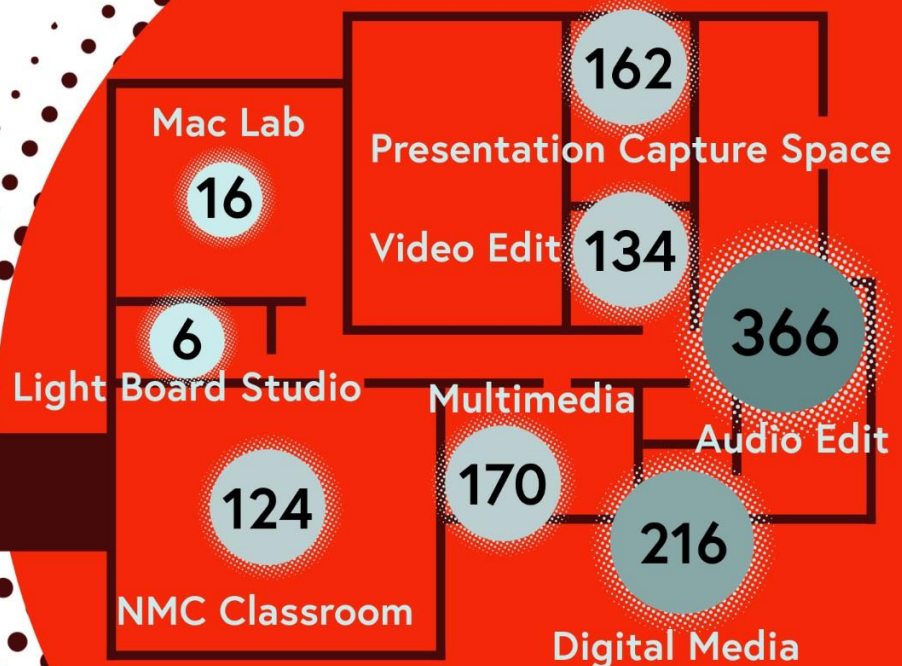 162
Mac Lab
Presentation Capture Space
16
Video Edit
134
366
6
Light Board Studio
Multimedia
Audio Edit
124
170
216
NMC Classroom
Digital Media